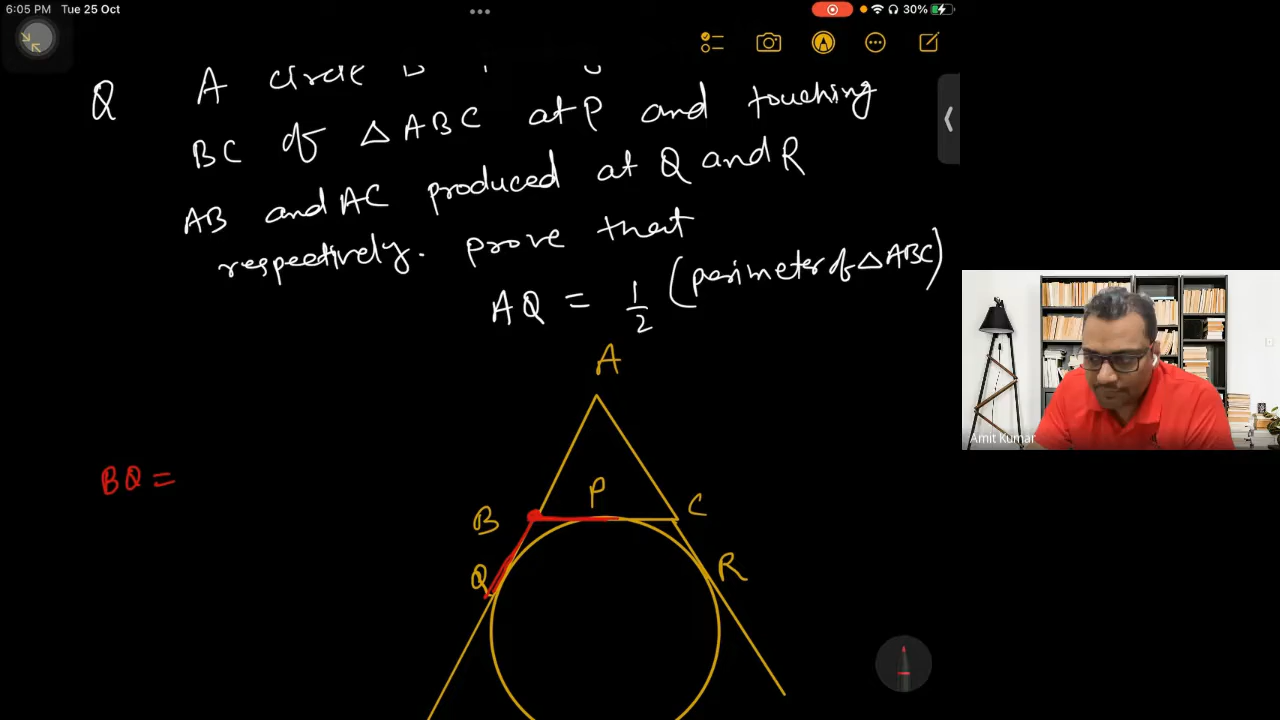 6:05 PM Tue 25 Oct
30%
Q A circle
BC of △ABC at P and touching
AB and AC produced at Q and R
respectively. prove that
AQ = 1/2 (perimeter of △ABC)
A
BQ =
P
B
C
Q
R
Amit Kumar